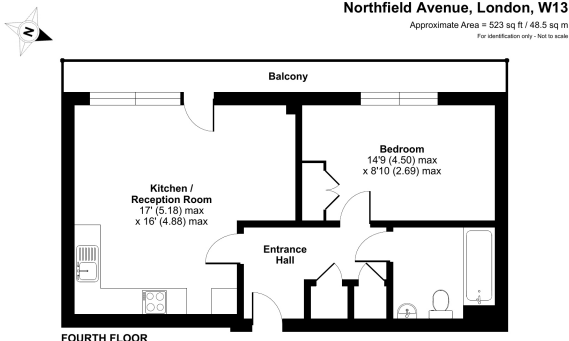 Northfield Avenue, London, W13
Approximate Area = 523 sq ft / 48.5 sq m
For identification only - Not to scale
N
Balcony
Bedroom
14'9 (4.50) max
x 8'10 (2.69) max
Kitchen /
Reception Room
17' (5.18) max
x 16' (4.88) max
Entrance
Hall
FOURTH FLOOR